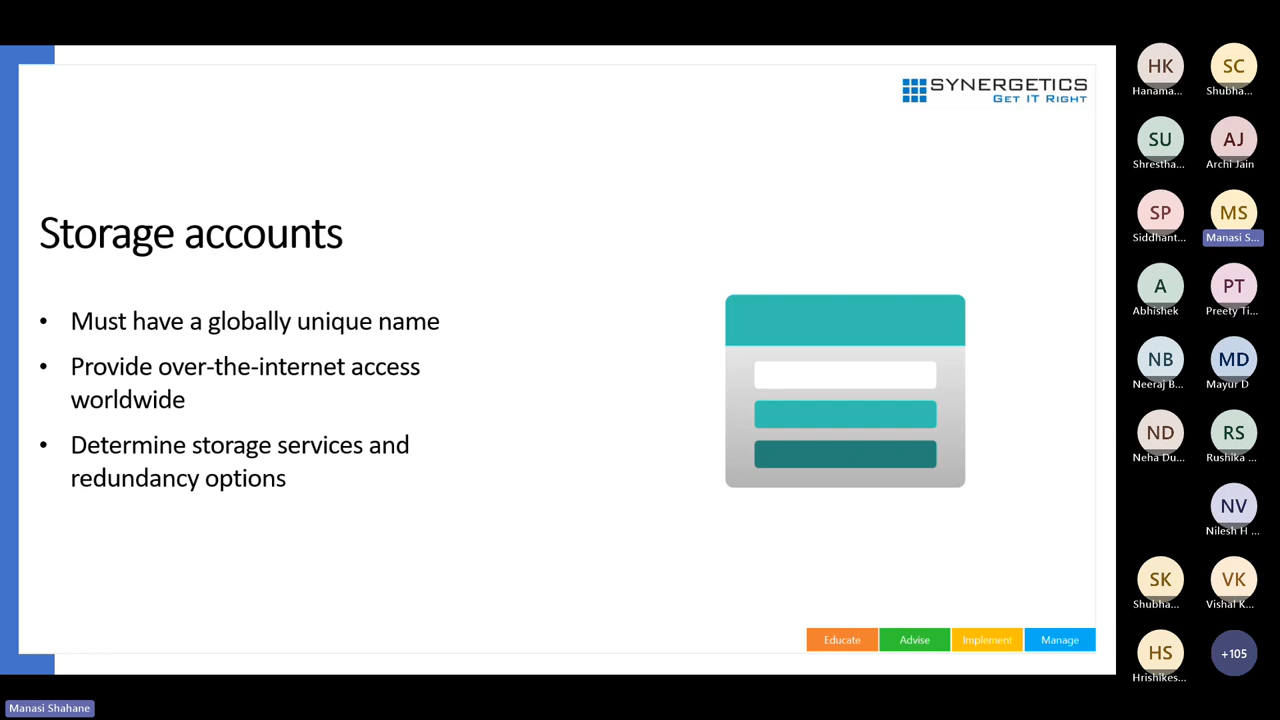 SYNERGETICS
GET IT RIGHT
Storage accounts
• Must have a globally unique name
• Provide over-the-internet access
worldwide
• Determine storage services and
redundancy options
Educate
Advise
Implement
Manage
HK
Hanama...
SC
Shubha...
SU
Shrestha...
AJ
Archi Jain
SP
Siddhant...
MS
Manasi S...
A
Abhishek
PT
Preety Ti...
NB
Neeraj B...
MD
Mayur D
ND
Neha Du...
RS
Rushika ...
NV
Nilesh H ...
SK
Shubha...
VK
Vishal K...
HS
Hrishikes...
+105
Manasi Shahane